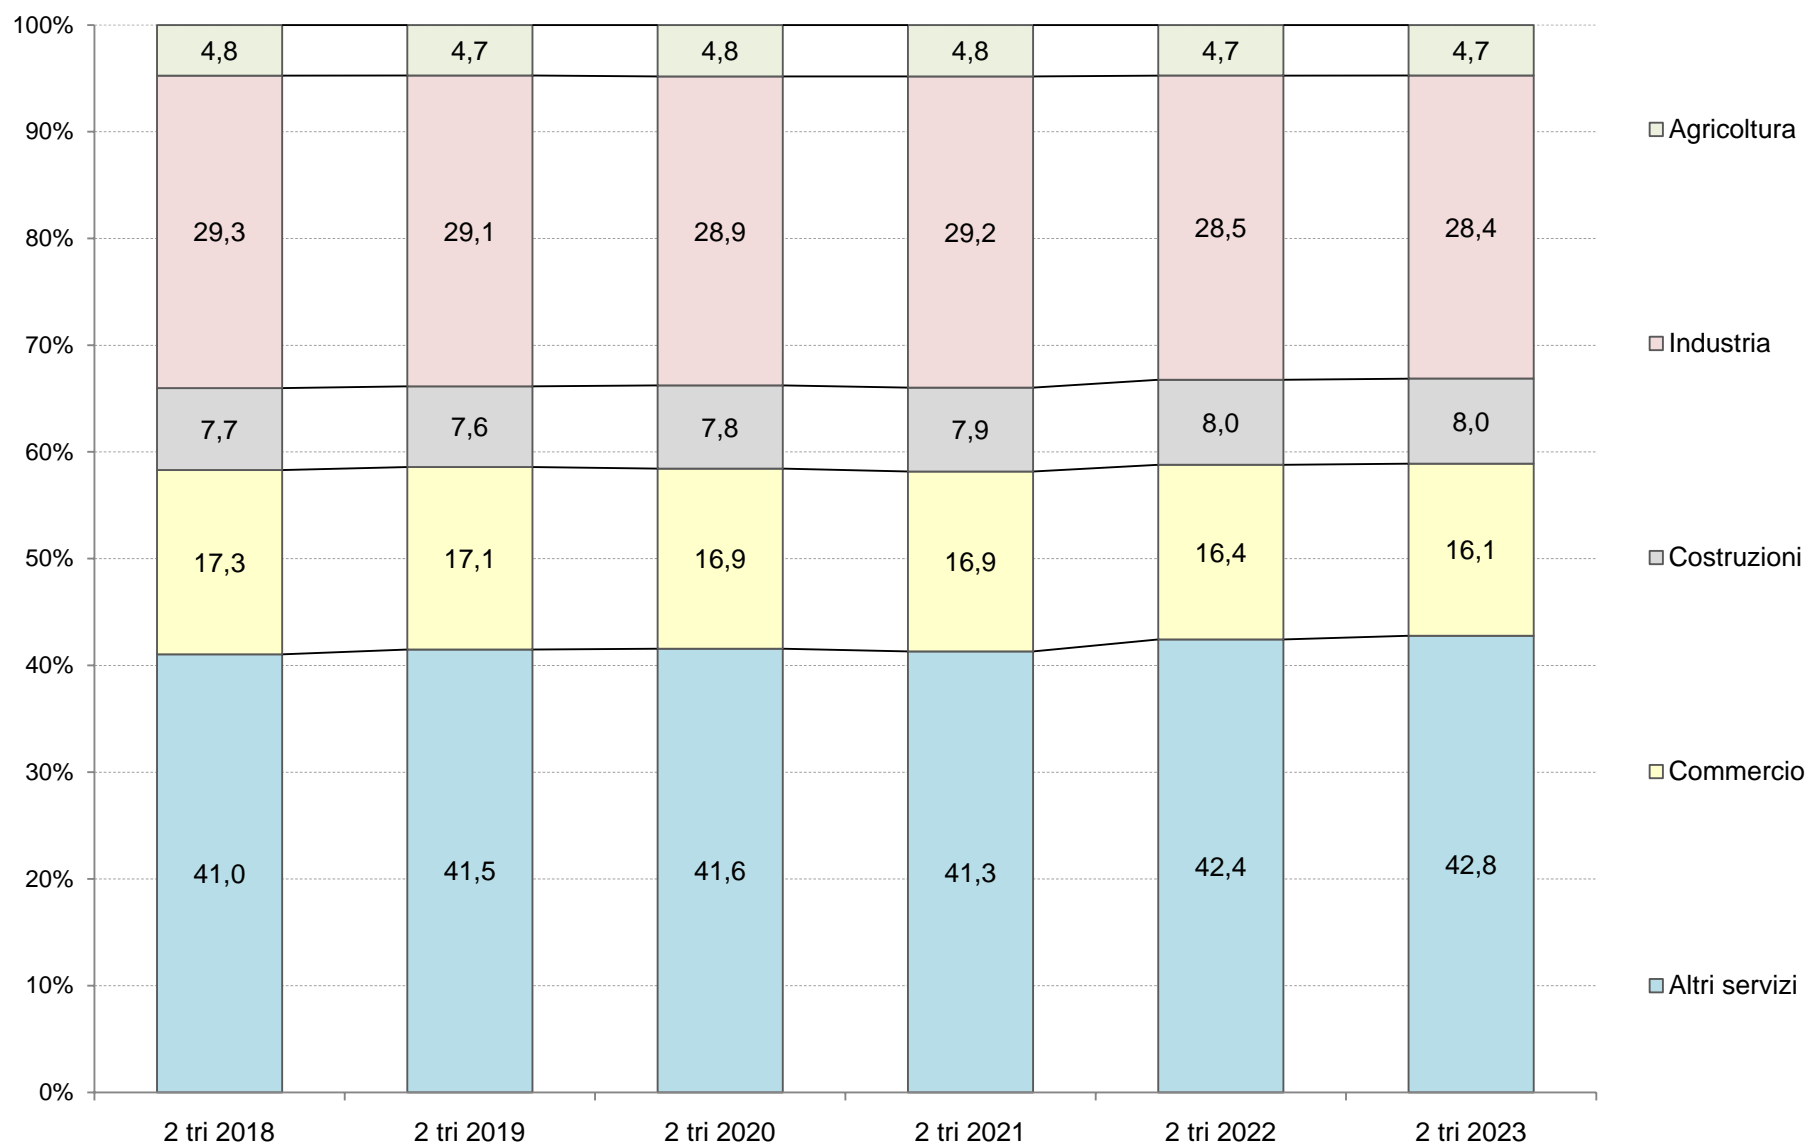 100%
90%
80%
70%
60%
50%
40%
30%
20%
10%
0%
4,8 4,7 4,8 4,8 4,7 4,7
29,3 29,1 28,9 29,2 28,5 28,4
7,7 7,6 7,8 7,9 8,0 8,0
17,3 17,1 16,9 16,9 16,4 16,1
41,0 41,5 41,6 41,3 42,4 42,8
2 tri 2018 2 tri 2019 2 tri 2020 2 tri 2021 2 tri 2022 2 tri 2023
Agricoltura
Industria
Costruzioni
Commercio
Altri servizi